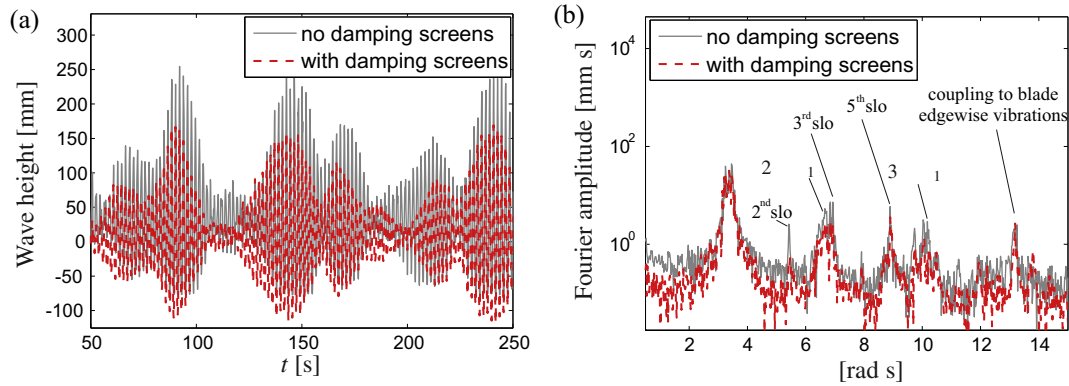 (a)
no damping screens
with damping screens
Wave height [mm]
300
250
200
150
100
50
0
-50
-100
50
100
150
200
250
t [s]
(b)
no damping screens
with damping screens
Fourier amplitude [mm s]
10^4
10^2
10^0
coupling to blade
edgewise vibrations
5th slo
3rd slo
2
1
3
1
2nd slo
2
4
6
8
10
12
14
[rad s]